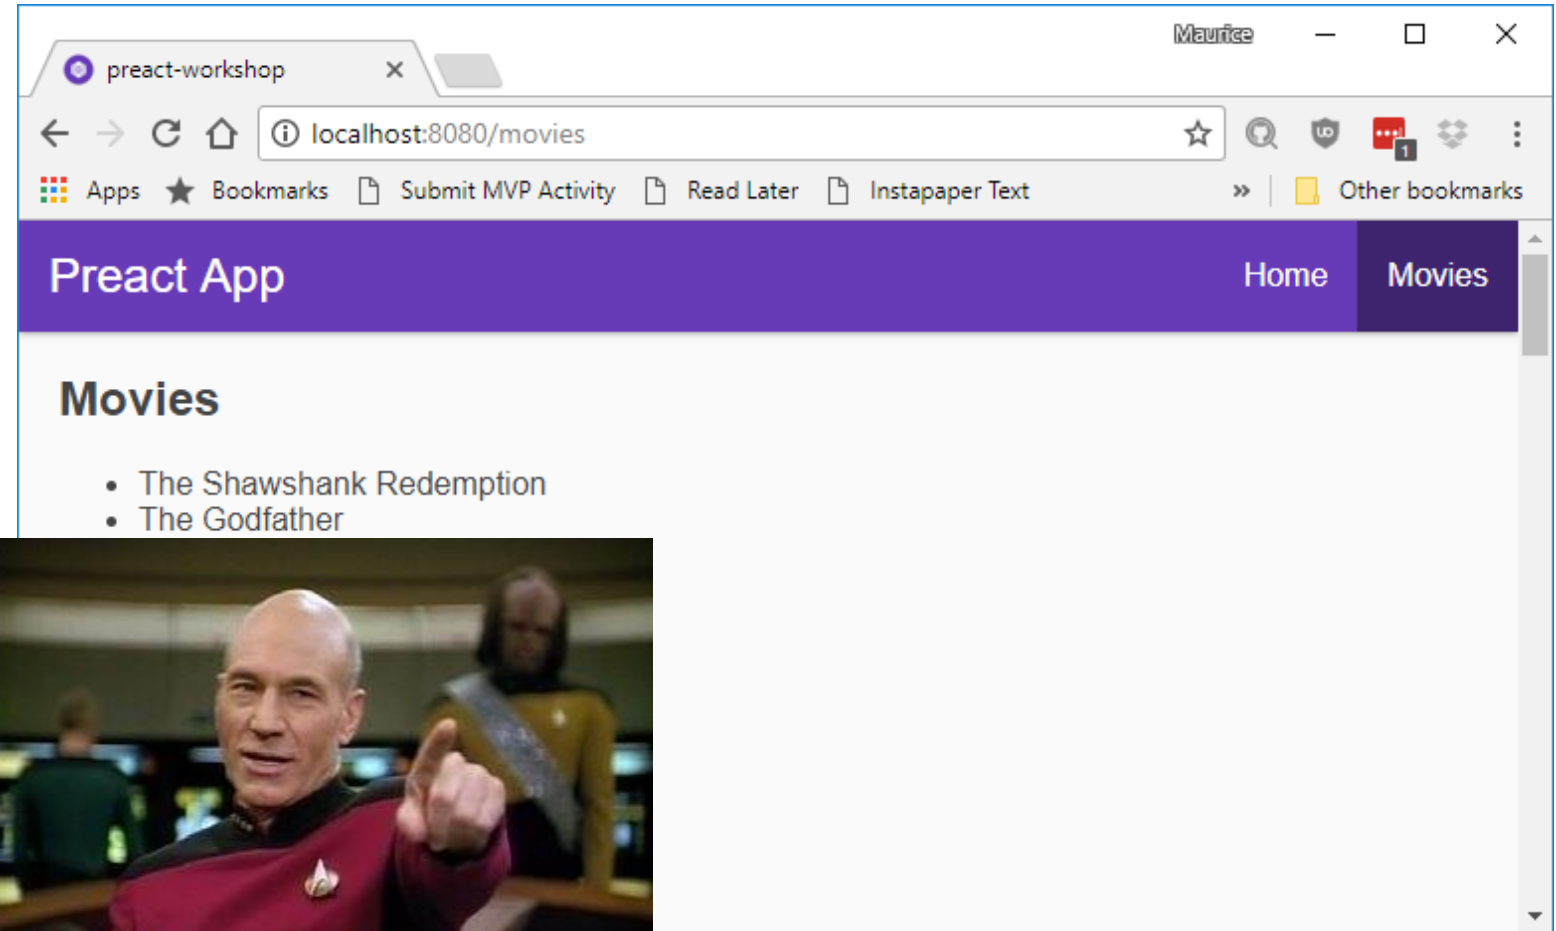 Maurice
preact-workshop
localhost:8080/movies
1
Apps Bookmarks Submit MVP Activity Read Later Instapaper Text » Other bookmarks
Preact App Home Movies
Movies
• The Shawshank Redemption
• The Godfather